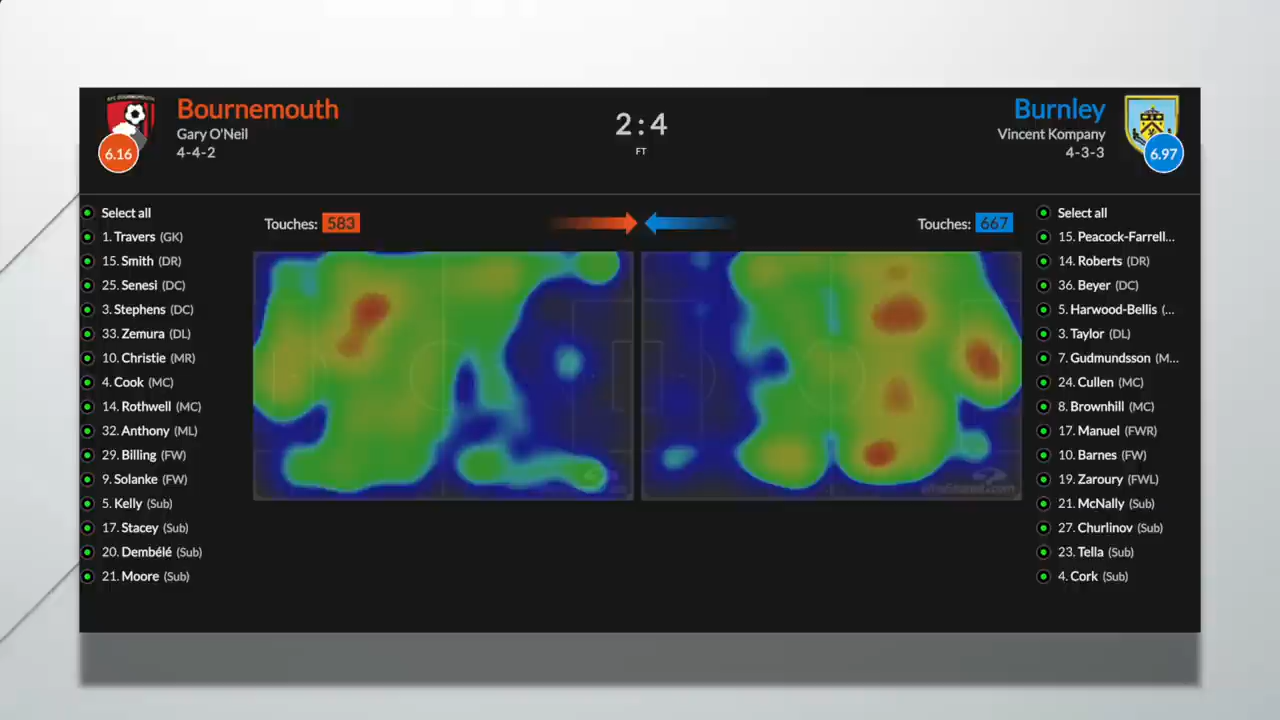 Bournemouth
Gary O'Neil
4-4-2
6.16
2 : 4
FT
Burnley
Vincent Kompany
4-3-3
6.97
Select all
1. Travers (GK)
15. Smith (DR)
25. Senesi (DC)
3. Stephens (DC)
33. Zemura (DL)
10. Christie (MR)
4. Cook (MC)
14. Rothwell (MC)
32. Anthony (ML)
29. Billing (FW)
9. Solanke (FW)
5. Kelly (Sub)
17. Stacey (Sub)
20. Dembélé (Sub)
21. Moore (Sub)
Touches: 583
Touches: 667
Select all
15. Peacock-Farrell...
14. Roberts (DR)
36. Beyer (DC)
5. Harwood-Bellis (...
3. Taylor (DL)
7. Gudmundsson (M...
24. Cullen (MC)
8. Brownhill (MC)
17. Manuel (FWR)
10. Barnes (FW)
19. Zaroury (FWL)
21. McNally (Sub)
27. Churlinov (Sub)
23. Tella (Sub)
4. Cork (Sub)